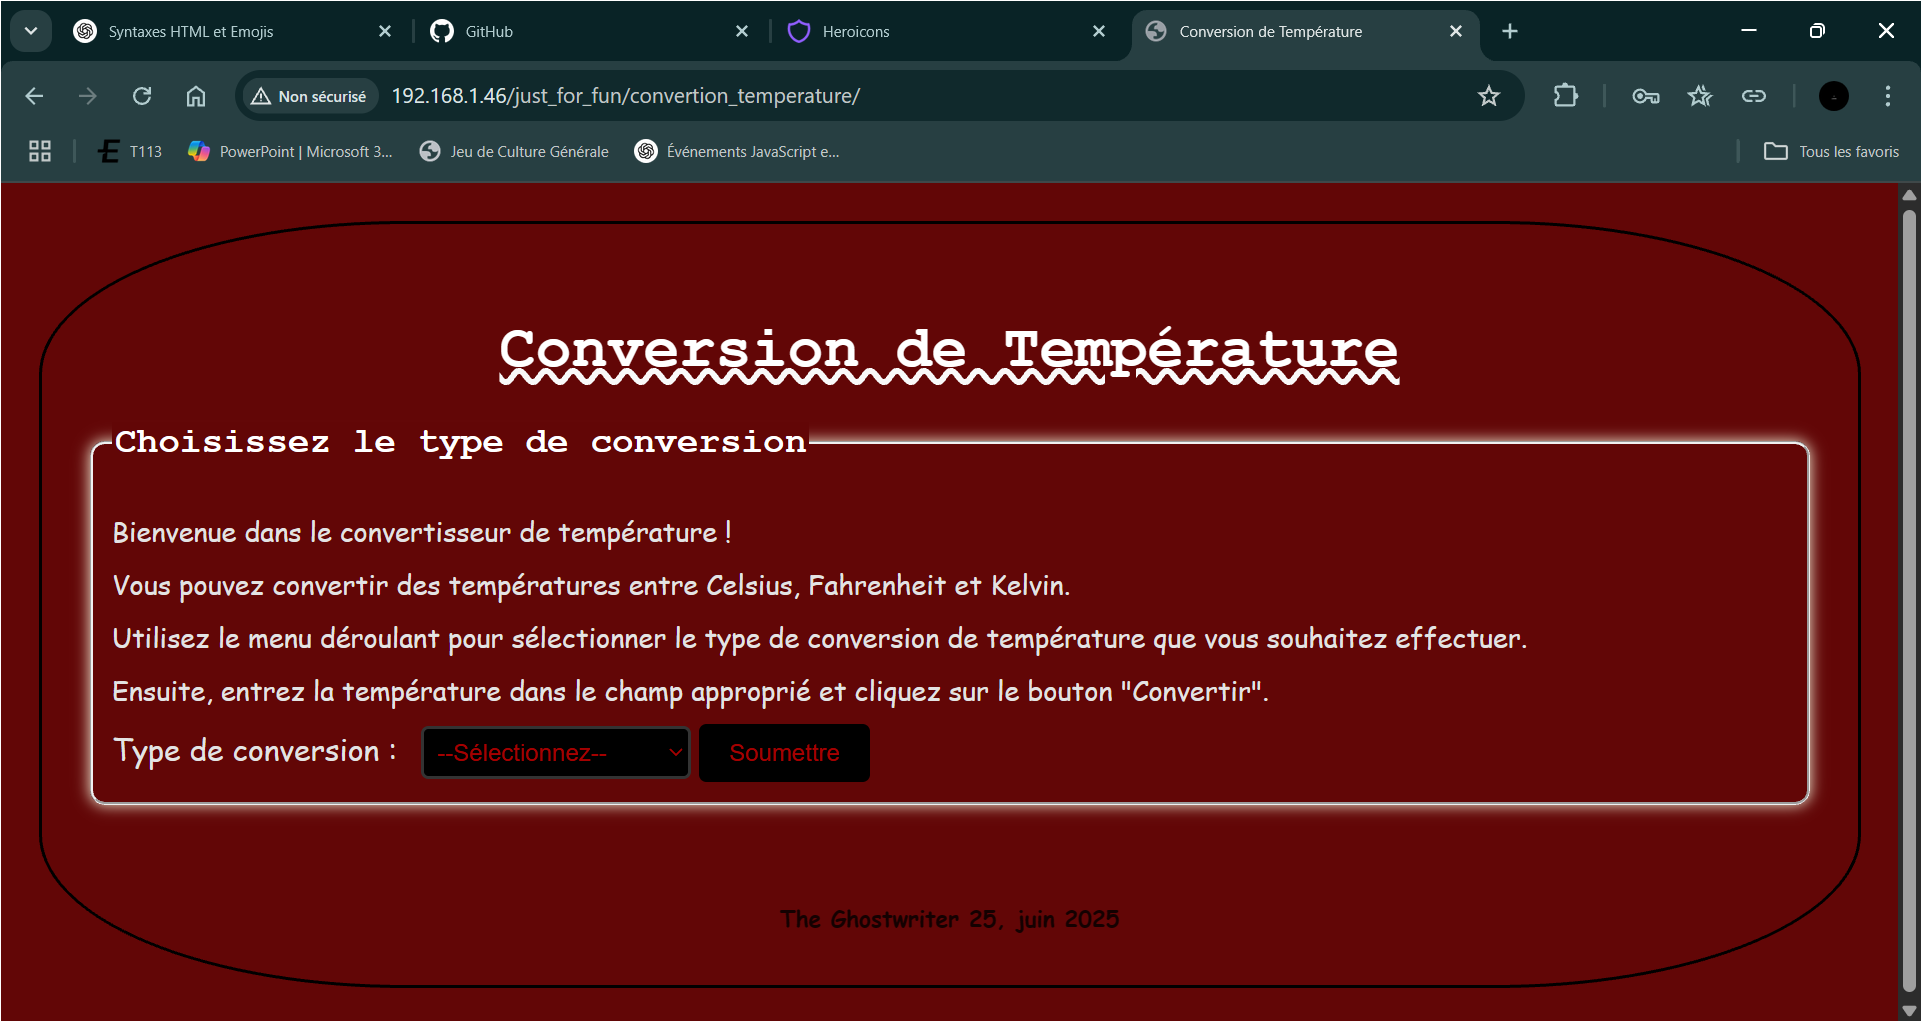 Syntaxes HTML et Emojis
GitHub
Heroicons
Conversion de Température
Non sécurisé
192.168.1.46/just_for_fun/convertion_temperature/
T113
PowerPoint | Microsoft 3...
Jeu de Culture Générale
Événements JavaScript e...
Tous les favoris
Conversion de Température
Choisissez le type de conversion
Bienvenue dans le convertisseur de température !
Vous pouvez convertir des températures entre Celsius, Fahrenheit et Kelvin.
Utilisez le menu déroulant pour sélectionner le type de conversion de température que vous souhaitez effectuer.
Ensuite, entrez la température dans le champ approprié et cliquez sur le bouton "Convertir".
Type de conversion : --Sélectionnez-- Soumettre
The Ghostwriter 25, juin 2025